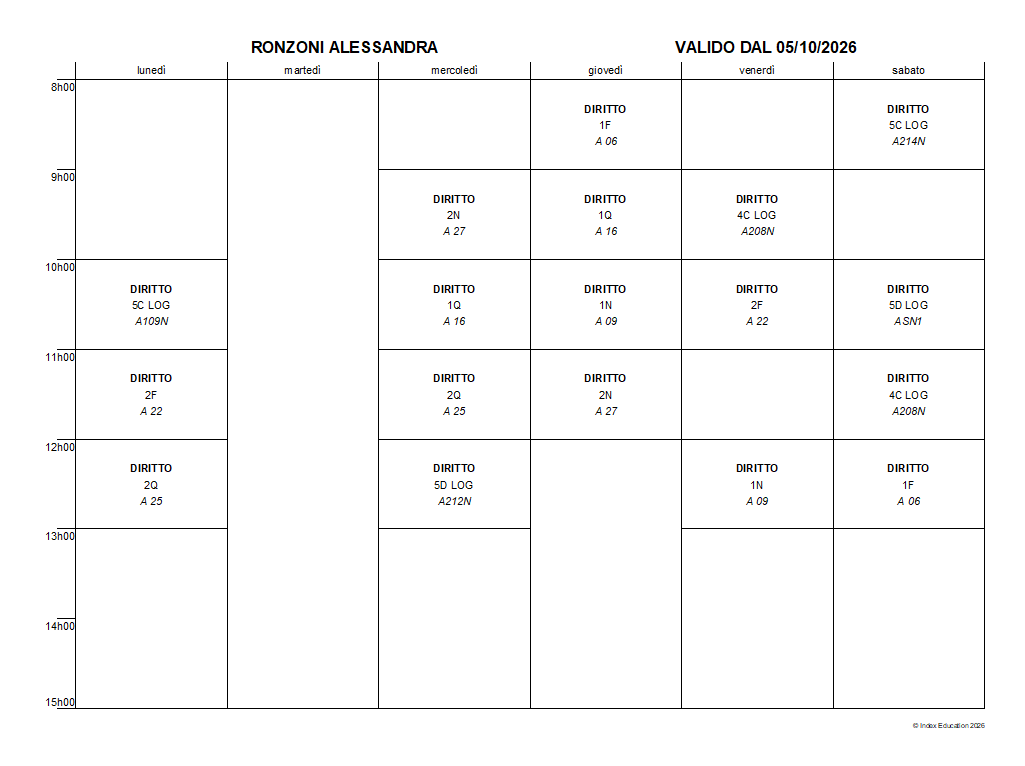 RONZONI ALESSANDRA
VALIDO DAL 05/10/2026
lunedì martedì mercoledì giovedì venerdì sabato
8h00
DIRITTO
1F
A 06
DIRITTO
5C LOG
A214N
9h00
DIRITTO
2N
A 27
DIRITTO
1Q
A 16
DIRITTO
4C LOG
A208N
10h00
DIRITTO
5C LOG
A109N
DIRITTO
1Q
A 16
DIRITTO
1N
A 09
DIRITTO
2F
A 22
DIRITTO
5D LOG
ASN1
11h00
DIRITTO
2F
A 22
DIRITTO
2Q
A 25
DIRITTO
2N
A 27
DIRITTO
4C LOG
A208N
12h00
DIRITTO
2Q
A 25
DIRITTO
5D LOG
A212N
DIRITTO
1N
A 09
DIRITTO
1F
A 06
13h00
14h00
15h00
© Index Education 2026